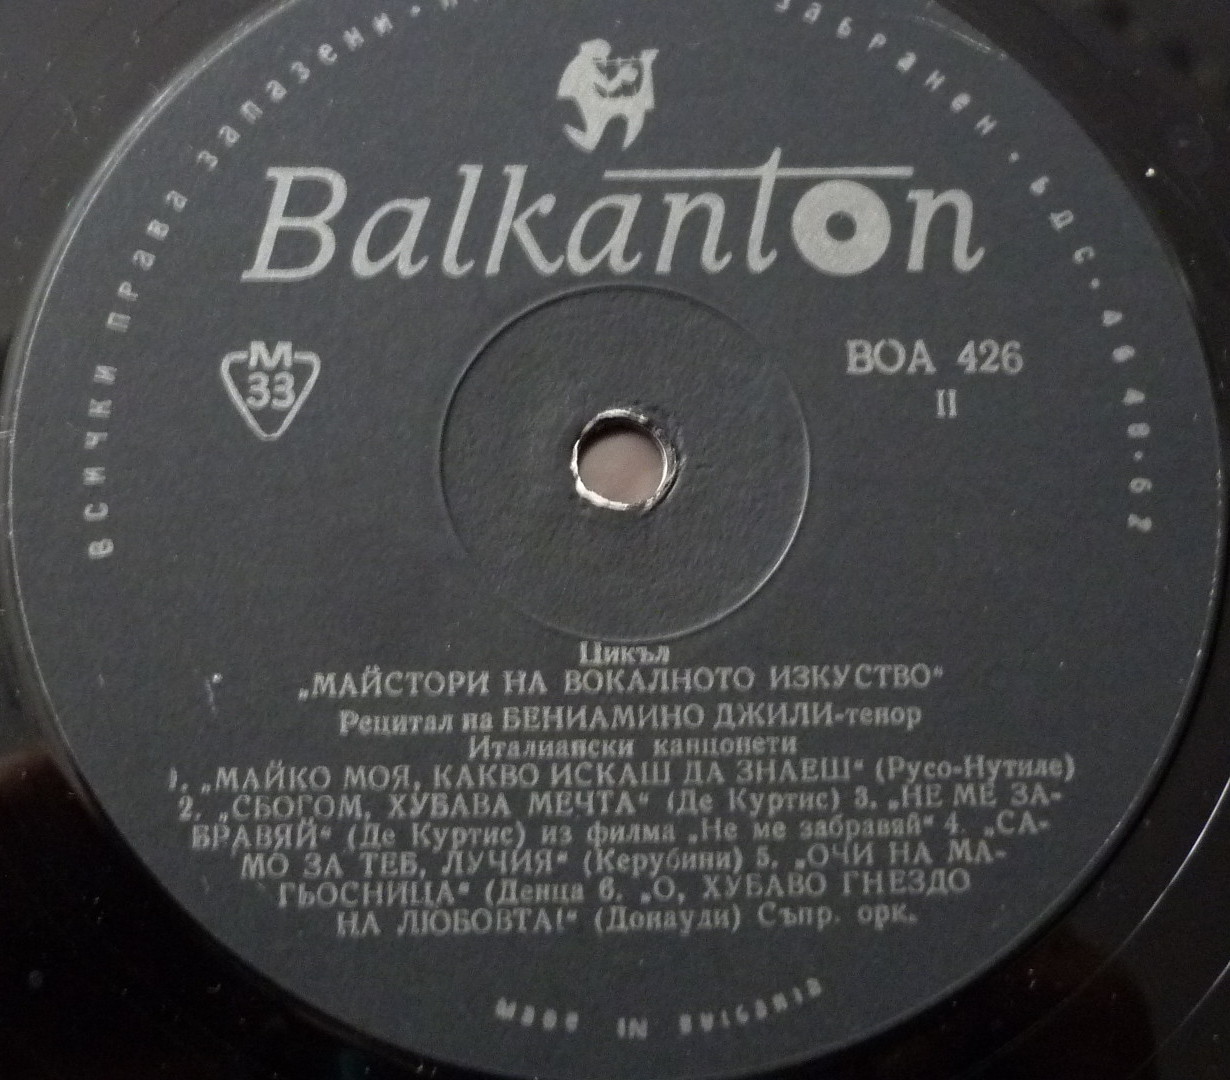 ВСИЧКИ ПРАВА ЗАПАЗЕНИ •
ЗАБРАНЕН • БДС • 4648-62
Balkanton
М
33
ВОА 426
II
Цикъл
„МАЙСТОРИ НА ВОКАЛНОТО ИЗКУСТВО“
Рецитал на БЕНИАМИНО ДЖИЛИ-тенор
Италиански канцонети
1. „МАЙКО МОЯ, КАКВО ИСКАШ ДА ЗНАЕШ“ (Русо-Нутиле)
2. „СБОГОМ, ХУБАВА МЕЧТА“ (Де Куртис) 3. „НЕ МЕ ЗА-
БРАВЯЙ“ (Де Куртис) из филма „Не ме забравяй“ 4. „СА-
МО ЗА ТЕБ, ЛУЧИЯ“ (Керубини) 5. „ОЧИ НА МА-
ГЬОСНИЦА“ (Денца 6. „О, ХУБАВО ГНЕЗДО
НА ЛЮБОВТА!“ (Донауди) Съпр. орк.
MADE IN BULGARIA